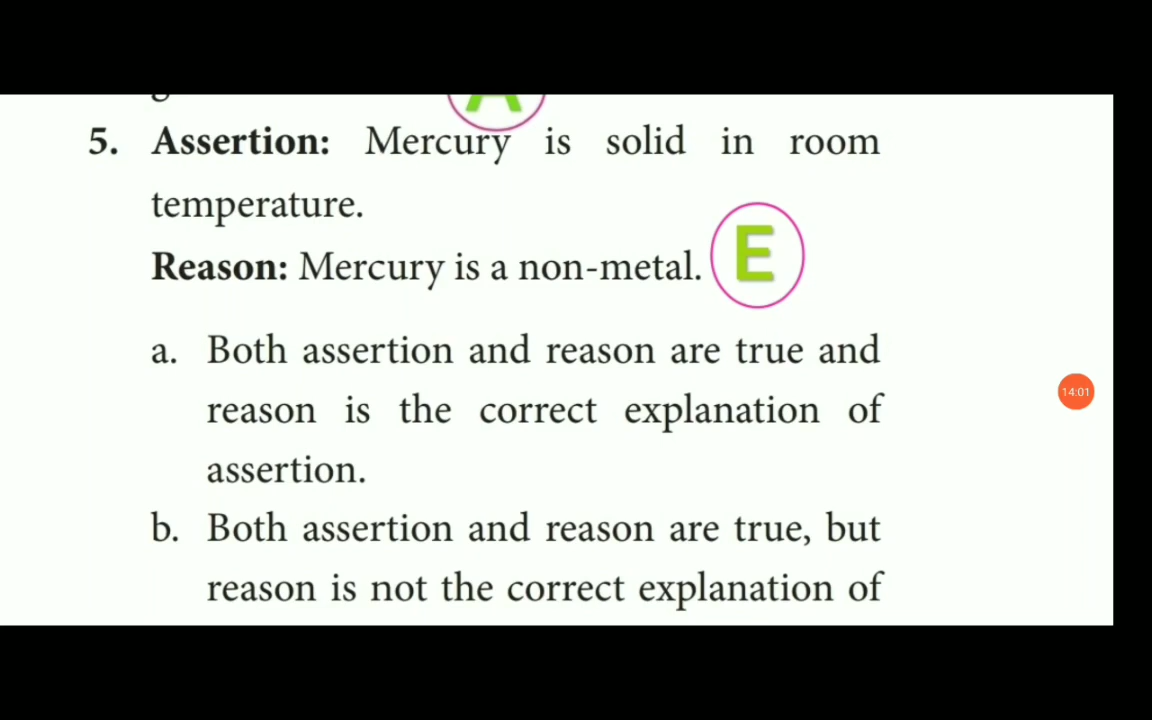 A
5. Assertion: Mercury is solid in room
temperature.
Reason: Mercury is a non-metal. E
a. Both assertion and reason are true and
reason is the correct explanation of
assertion.
14:01
b. Both assertion and reason are true, but
reason is not the correct explanation of